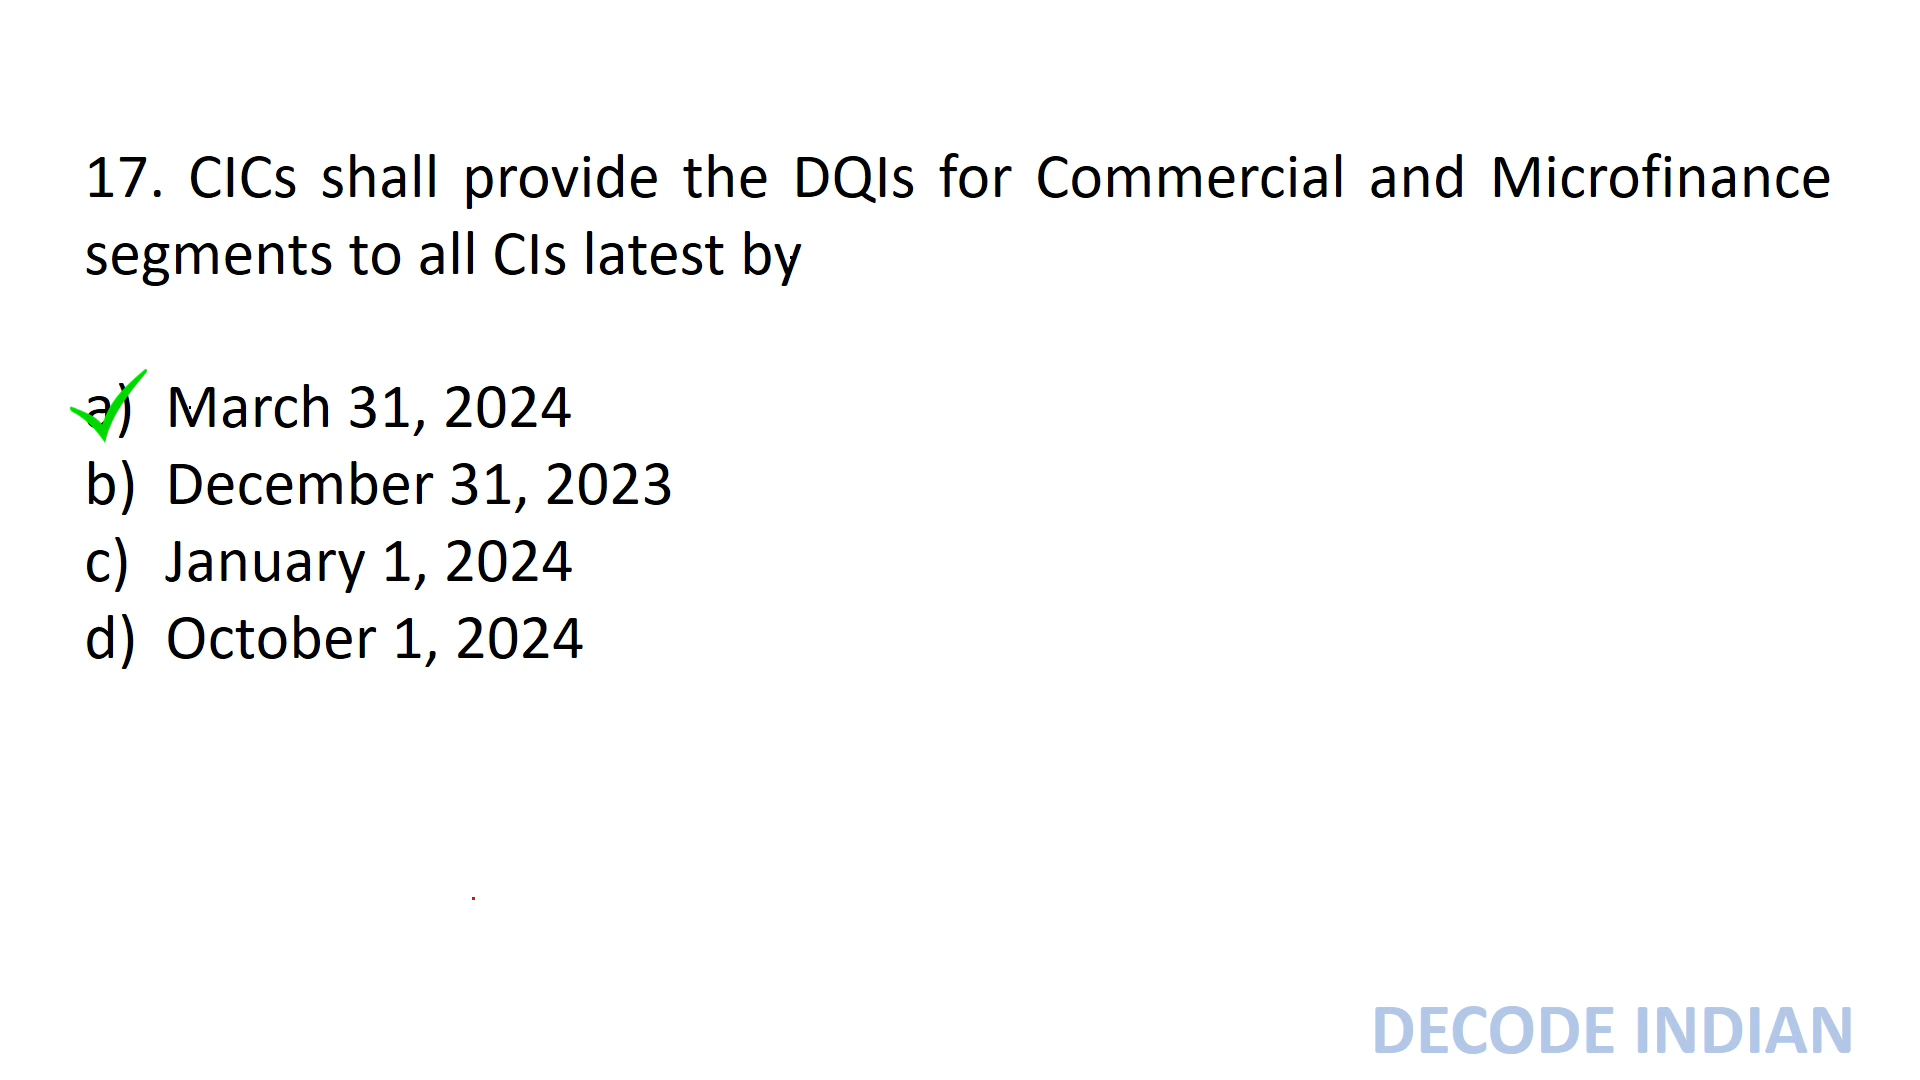 17. CICs shall provide the DQIs for Commercial and Microfinance
segments to all CIs latest by
a) March 31, 2024
b) December 31, 2023
c) January 1, 2024
d) October 1, 2024
DECODE INDIAN